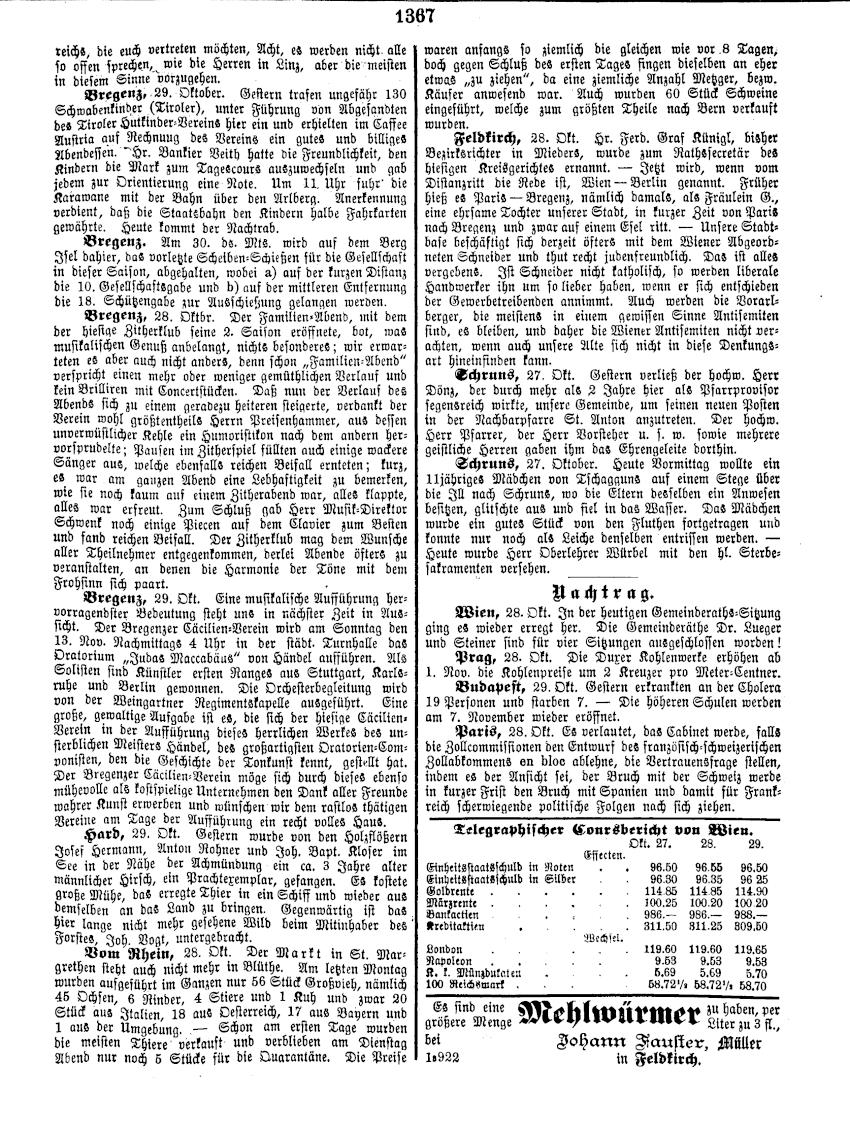 1367
reichs, die euch vertreten möchten, Acht, es werden nicht alle
so offen sprechen, wie die Herren in Linz, aber die meisten
in diesem Sinne vorzugehen.
Bregenz, 29. Oktober. Gestern trafen ungefähr 130
Schwabenkinder (Tiroler), unter Führung von Abgesandten
des Tiroler Hutkinder-Vereins hier ein und erhielten im Caffee
Austria auf Rechnung des Vereins ein gutes und billiges
Abendessen. Hr. Bankier Veith hatte die Freundlichkeit, den
Kindern die Mark zum Tagescours auszuwechseln und gab
jedem zur Orientierung eine Note. Um 11 Uhr fuhr die
Karawane mit der Bahn über den Arlberg. Anerkennung
verdient, daß die Staatsbahn den Kindern halbe Fahrkarten
gewährte. Heute kommt der Nachtrab.
Bregenz. Am 30. ds. Mts. wird auf dem Berg
Isel dahier, das vorletzte Scheiben-Schießen für die Gesellschaft
in dieser Saison, abgehalten, wobei a) auf der kurzen Distanz
die 10. Gesellschaftsgabe und b) auf der mittleren Entfernung
die 18. Schützengabe zur Ausschießung gelangen werden.
Bregenz, 28. Oktbr. Der Familien-Abend, mit dem
der hiesige Zitherklub seine 2. Saison eröffnete, bot, was
musikalischen Genuß anbelangt, nichts besonderes; wir erwar-
teten es aber auch nicht anders, denn schon „Familien-Abend“
verspricht einen mehr oder weniger gemüthlichen Verlauf und
kein Brilliren mit Concertstücken. Daß nun der Verlauf des
Abends sich zu einem geradezu heiteren steigerte, verdankt der
Verein wohl größtentheils Herrn Preisenhammer, aus dessen
unverwüstlicher Kehle ein Humoristikon nach dem andern her-
vorsprudelte; Pausen im Zitherspiel füllten auch einige wackere
Sänger aus, welche ebenfalls reichen Beifall ernteten; kurz,
es war am ganzen Abend eine Lebhaftigkeit zu bemerken,
wie sie noch kaum auf einem Zitherabend war, alles klappte,
alles war erfreut. Zum Schluß gab Herr Musik-Direktor
Schwenk noch einige Piecen auf dem Clavier zum Besten
und fand reichen Beifall. Der Zitherklub mag dem Wunsche
aller Theilnehmer entgegenkommen, derlei Abende öfters zu
veranstalten, an denen die Harmonie der Töne mit dem
Frohsinn sich paart.
Bregenz, 29. Okt. Eine musikalische Aufführung her-
vorragendster Bedeutung steht uns in nächster Zeit in Aus-
sicht. Der Bregenzer Cäcilien-Verein wird am Sonntag den
13. Nov. Nachmittags 4 Uhr in der städt. Turnhalle das
Oratorium „Judas Maccabäus“ von Händel aufführen. Als
Solisten sind Künstler ersten Ranges aus Stuttgart, Karls-
ruhe und Berlin gewonnen. Die Orchesterbegleitung wird
von der Weingartner Regimentskapelle ausgeführt. Eine
große, gewaltige Aufgabe ist es, die sich der hiesige Cäcilien-
Verein in der Aufführung dieses herrlichen Werkes des un-
sterblichen Meisters Händel, des großartigsten Oratorien-Com-
ponisten, den die Geschichte der Tonkunst kennt, gestellt hat.
Der Bregenzer Cäcilien-Verein möge sich durch dieses ebenso
mühevolle als kostspielige Unternehmen den Dank aller Freunde
wahrer Kunst erwerben und wünschen wir dem rastlos thätigen
Vereine am Tage der Aufführung ein recht volles Haus.
Hard, 29. Okt. Gestern wurde von den Holzflößern
Josef Hermann, Anton Rohner und Joh. Bapt. Kloser im
See in der Nähe der Achmündung ein ca. 3 Jahre alter
männlicher Hirsch, ein Prachtexemplar, gefangen. Es kostete
große Mühe, das erregte Thier in ein Schiff und wieder aus
demselben an das Land zu bringen. Gegenwärtig ist das
hier lange nicht mehr gesehene Wild beim Mitinhaber des
Forstes, Joh. Vogt, untergebracht.
Vom Rhein, 28. Okt. Der Markt in St. Mar-
grethen steht auch nicht mehr in Blüthe. Am letzten Montag
wurden aufgeführt im Ganzen nur 56 Stück Großvieh, nämlich
45 Ochsen, 6 Rinder, 4 Stiere und 1 Kuh und zwar 20
Stück aus Italien, 18 aus Oesterreich, 17 aus Bayern und
1 aus der Umgebung. — Schon am ersten Tage wurden
die meisten Thiere verkauft und verblieben am Dienstag
Abend nur noch 5 Stücke für die Quarantäne. Die Preise
waren anfangs so ziemlich die gleichen wie vor 8 Tagen,
doch gegen Schluß des ersten Tages fingen dieselben an eher
etwas „zu ziehen“, da eine ziemliche Anzahl Metzger, bezw.
Käufer anwesend war. Auch wurden 60 Stück Schweine
eingeführt, welche zum größten Theile nach Bern verkauft
wurden.
Feldkirch, 28. Okt. Hr. Ferd. Graf Künigl, bisher
Bezirksrichter in Mieders, wurde zum Rathssecretär des
hiesigen Kreisgerichtes ernannt. — Jetzt wird, wenn vom
Distanzritt die Rede ist, Wien—Berlin genannt. Früher
hieß es Paris—Bregenz, nämlich damals, als Fräulein G.,
eine ehrsame Tochter unserer Stadt, in kurzer Zeit von Paris
nach Bregenz und zwar auf einem Esel ritt. — Unsere Stadt-
base beschäftigt sich derzeit öfters mit dem Wiener Abgeord-
neten Schneider und thut recht judenfreundlich. Das ist alles
vergebens. Ist Schneider nicht katholisch, so werden liberale
Handwerker ihn um so lieber haben, wenn er sich entschieden
der Gewerbetreibenden annimmt. Auch werden die Vorarl-
berger, die meistens in einem gewissen Sinne Antisemiten
sind, es bleiben, und daher die Wiener Antisemiten nicht ver-
achten, wenn auch unsere Alte sich nicht in diese Denkungs-
art hineinfinden kann.
Schruns, 27. Okt. Gestern verließ der hochw. Herr
Dönz, der durch mehr als 2 Jahre hier als Pfarrprovisor
segensreich wirkte, unsere Gemeinde, um seinen neuen Posten
in der Nachbarpfarre St. Anton anzutreten. Der hochw.
Herr Pfarrer, der Herr Vorsteher u. s. w. sowie mehrere
geistliche Herren gaben ihm das Ehrengeleite dorthin.
Schruns, 27. Oktober. Heute Vormittag wollte ein
11jähriges Mädchen von Tschagguns auf einem Stege über
die Ill nach Schruns, wo die Eltern desselben ein Anwesen
besitzen, glitschte aus und fiel in das Wasser. Das Mädchen
wurde ein gutes Stück von den Fluthen fortgetragen und
konnte nur noch als Leiche denselben entrissen werden. —
Heute wurde Herr Oberlehrer Würbel mit den hl. Sterbe-
sakramenten versehen.
Nachtrag.
Wien, 28. Okt. In der heutigen Gemeinderaths-Sitzung
ging es wieder erregt her. Die Gemeinderäthe Dr. Lueger
und Steiner sind für vier Sitzungen ausgeschlossen worden!
Prag, 28. Okt. Die Duxer Kohlenwerke erhöhen ab
1. Nov. die Kohlenpreise um 2 Kreuzer pro Meter-Centner.
Budapest, 29. Okt. Gestern erkrankten an der Cholera
19 Personen und starben 7. — Die höheren Schulen werden
am 7. November wieder eröffnet.
Paris, 28. Okt. Es verlautet, das Cabinet werde, falls
die Zollcommissionen den Entwurf des französisch-schweizerischen
Zollabkommens en bloc ablehne, die Vertrauensfrage stellen,
indem es der Ansicht sei, der Bruch mit der Schweiz werde
in kurzer Frist den Bruch mit Spanien und damit für Frank-
reich scherwiegende politische Folgen nach sich ziehen.
Telegraphischer Coursbericht von Wien.
Okt. 27. 28. 29.
Effecten.
Einheitsstaatsschuld in Noten . . 96.50 96.55 96.50
Einheitsstaatsschuld in Silber . . 96.30 96.35 96 25
Goldrente . . . . 114.85 114.85 114.90
Märzrente . . . . 100.25 100.20 100 20
Bankactien . . . . 986.— 986.— 988.—
Kreditaktien . . . . 311.50 311.25 309.50
Wechsel.
London . . . . 119.60 119.60 119.65
Napoleon . . . . 9.53 9.53 9.53
K. k. Münzdukaten . . . 5.69 5.69 5.70
100 Reichsmark . . . . 58.72½ 58.72½ 58.70
Es sind eine
größere Menge Mehlwürmer zu haben, per
Liter zu 3 fl.,
bei Johann Fauster, Müller
1s922 in Feldkirch.